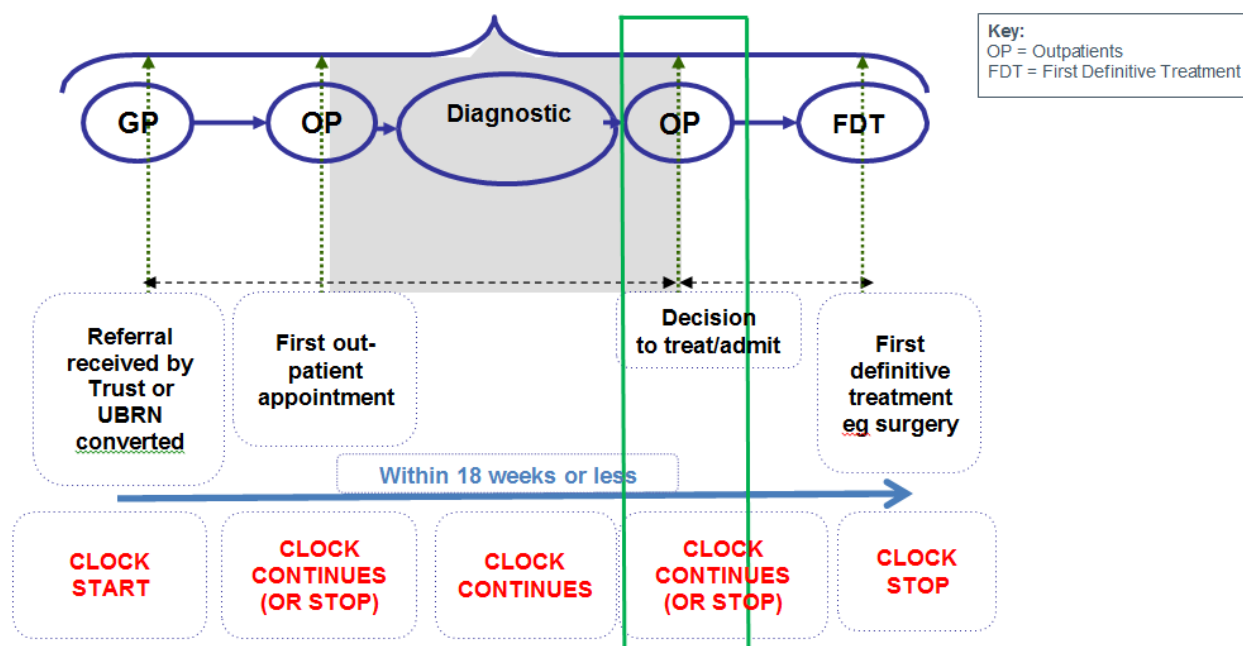 Key:
OP = Outpatients
FDT = First Definitive Treatment
GP
OP
Diagnostic
OP
FDT
Referral
received by
Trust or
UBRN
converted
First out-
patient
appointment
Decision
to treat/admit
First
definitive
treatment
eg surgery
Within 18 weeks or less
CLOCK
START
CLOCK
CONTINUES
(OR STOP)
CLOCK
CONTINUES
CLOCK
CONTINUES
(OR STOP)
CLOCK
STOP